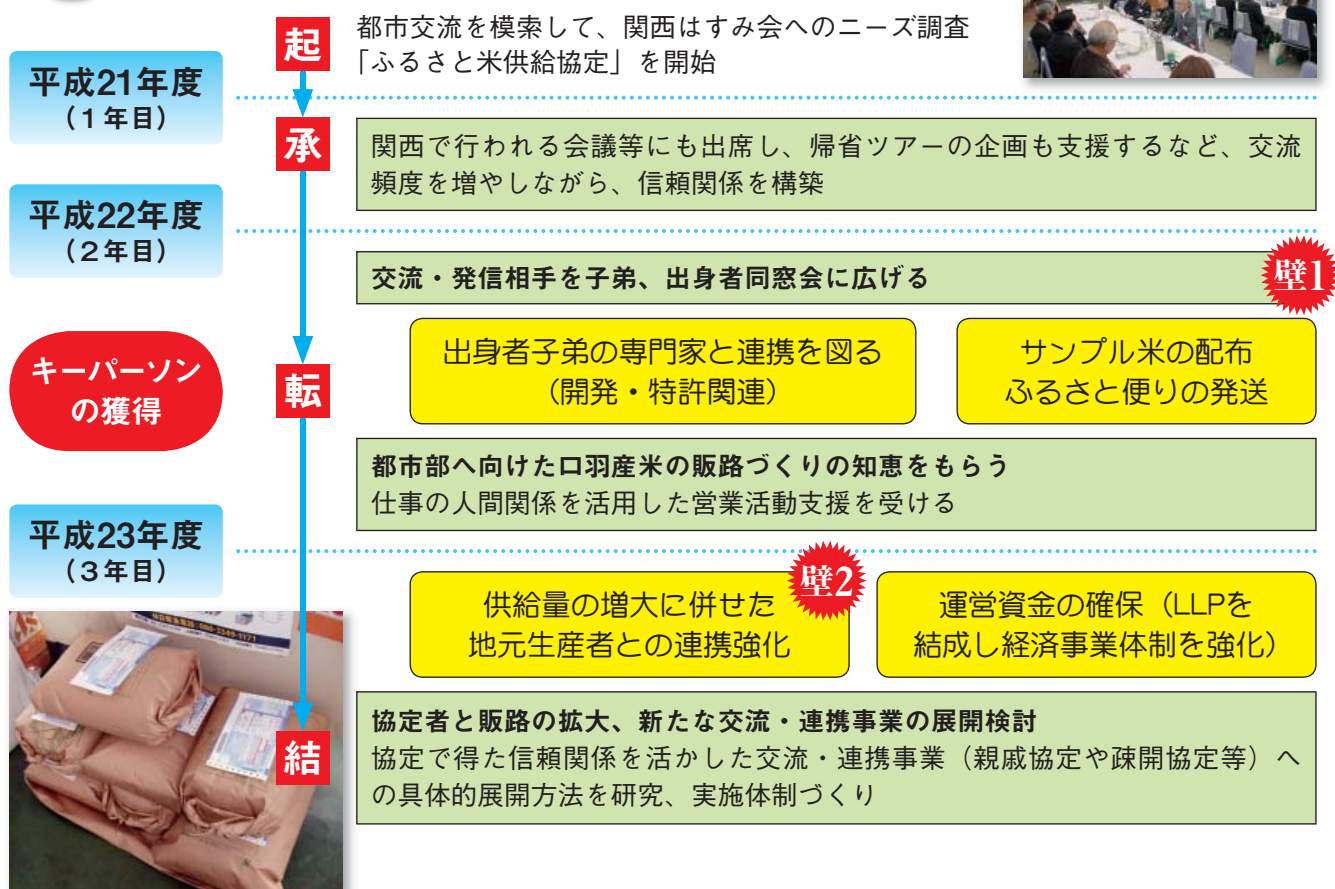 起
都市交流を模索して、関西はすみ会へのニーズ調査
「ふるさと米供給協定」を開始
平成21年度
(1年目)
承
関西で行われる会議等にも出席し、帰省ツアーの企画も支援するなど、交流
頻度を増やしながら、信頼関係を構築
平成22年度
(2年目)
交流・発信相手を子弟、出身者同窓会に広げる
壁1
キーパーソン
の獲得
転
出身者子弟の専門家と連携を図る
(開発・特許関連)
サンプル米の配布
ふるさと便りの発送
都市部へ向けた口羽産米の販路づくりの知恵をもらう
仕事の人間関係を活用した営業活動支援を受ける
平成23年度
(3年目)
供給量の増大に併せた
地元生産者との連携強化
壁2
運営資金の確保(LLPを
結成し経済事業体制を強化)
結
協定者と販路の拡大、新たな交流・連携事業の展開検討
協定で得た信頼関係を活かした交流・連携事業(親戚協定や疎開協定等)へ
の具体的展開方法を研究、実施体制づくり